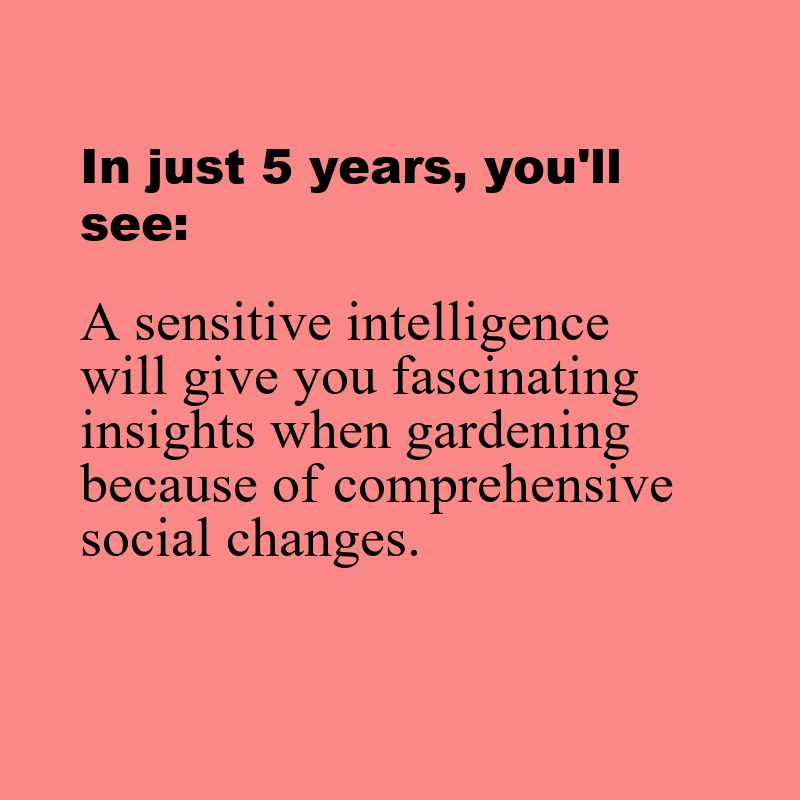 In just 5 years, you'll
see:
A sensitive intelligence
will give you fascinating
insights when gardening
because of comprehensive
social changes.